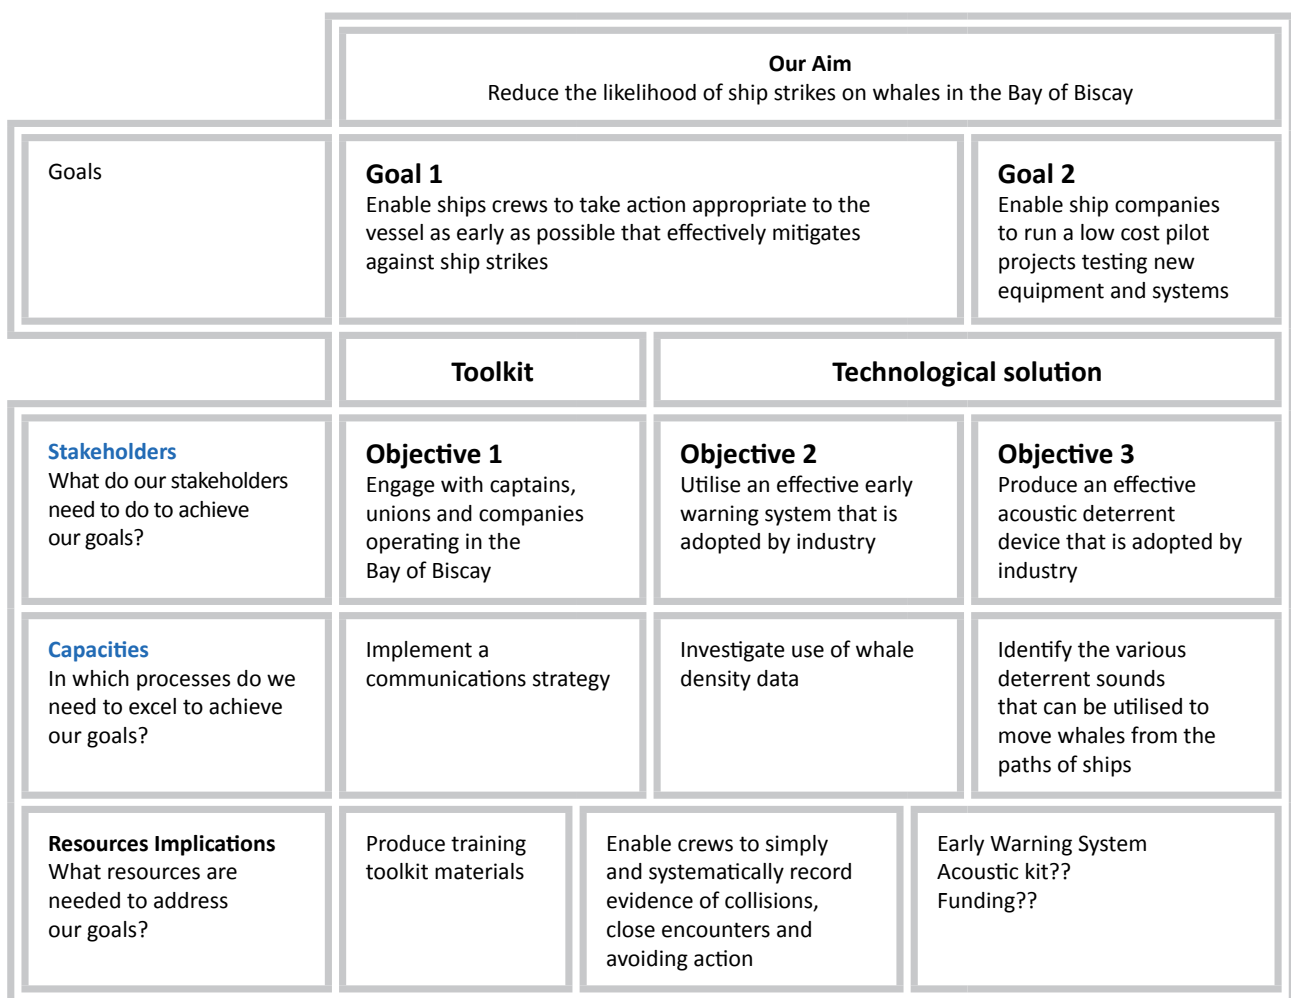 Our Aim
Reduce the likelihood of ship strikes on whales in the Bay of Biscay
Goals
Goal 1
Enable ships crews to take action appropriate to the
vessel as early as possible that effectively mitigates
against ship strikes
Goal 2
Enable ship companies
to run a low cost pilot
projects testing new
equipment and systems
Toolkit
Technological solution
Stakeholders
What do our stakeholders
need to do to achieve
our goals?
Objective 1
Engage with captains,
unions and companies
operating in the
Bay of Biscay
Objective 2
Utilise an effective early
warning system that is
adopted by industry
Objective 3
Produce an effective
acoustic deterrent
device that is adopted by
industry
Capacities
In which processes do we
need to excel to achieve
our goals?
Implement a
communications strategy
Investigate use of whale
density data
Identify the various
deterrent sounds
that can be utilised to
move whales from the
paths of ships
Resources Implications
What resources are
needed to address
our goals?
Produce training
toolkit materials
Enable crews to simply
and systematically record
evidence of collisions,
close encounters and
avoiding action
Early Warning System
Acoustic kit??
Funding??